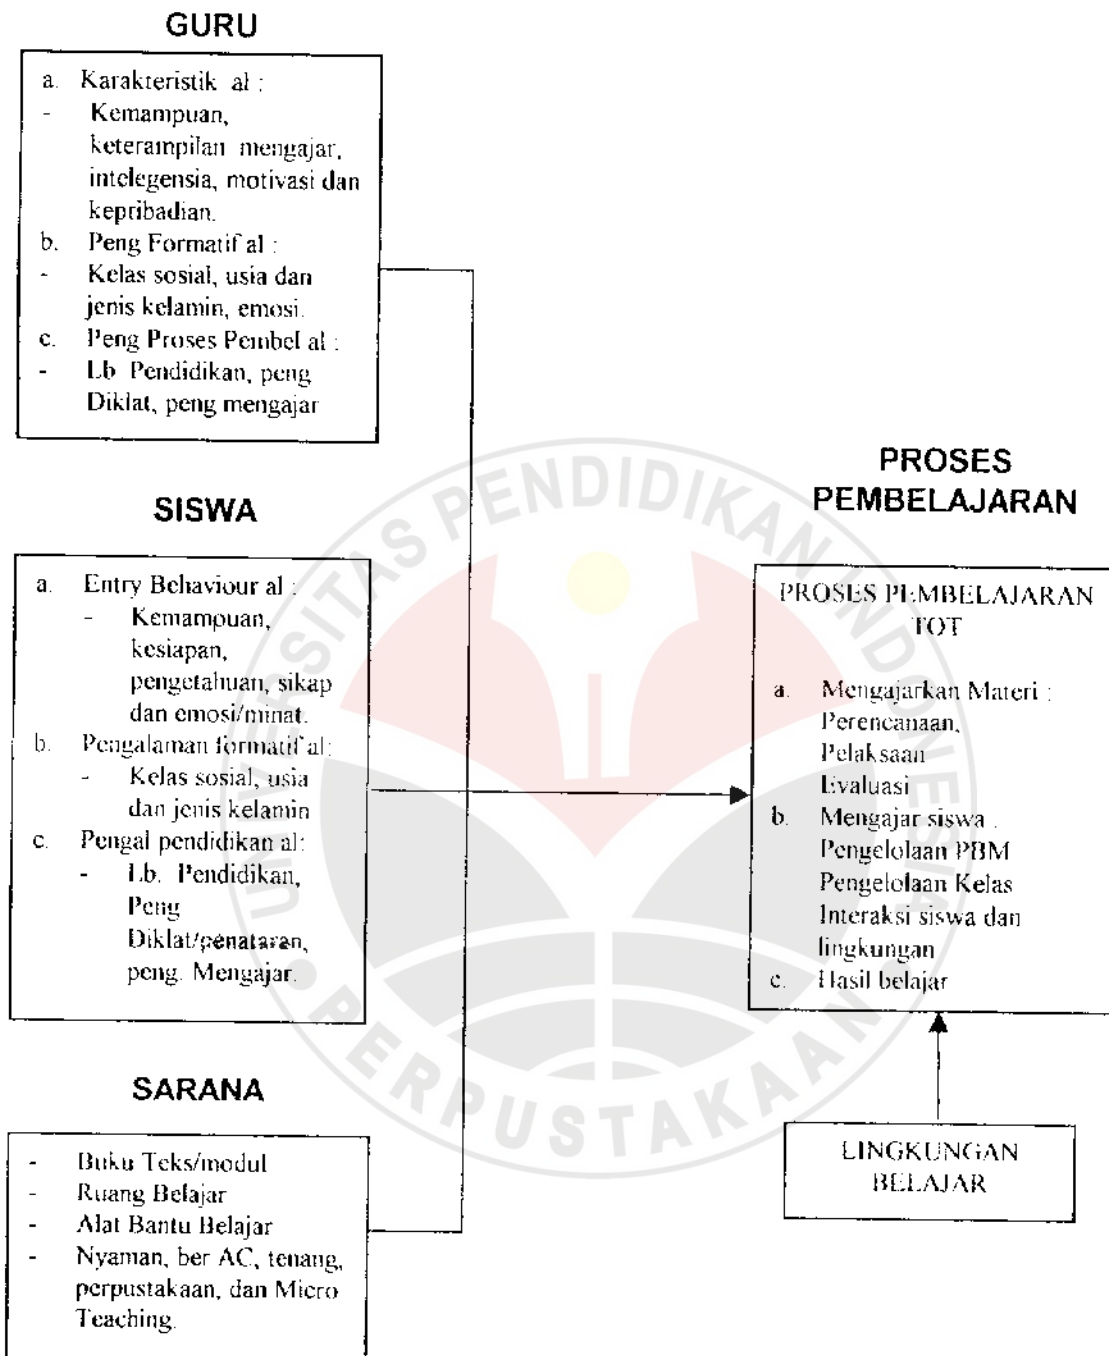 GURU
a. Karakteristik al :
- Kemampuan,
keterampilan mengajar,
intelegensia, motivasi dan
kepribadian.
b. Peng Formatif al :
- Kelas sosial, usia dan
jenis kelamin, emosi.
c. Peng Proses Pembel al :
- Lb Pendidikan, peng
Diklat, peng mengajar
SISWA
a. Entry Behaviour al :
- Kemampuan,
kesiapan,
pengetahuan, sikap
dan emosi/minat.
b. Pengalaman formatif al:
- Kelas sosial, usia
dan jenis kelamin
c. Pengal pendidikan al:
- Lb. Pendidikan,
Peng
Diklat/penataran,
peng. Mengajar.
SARANA
- Buku Teks/modul
- Ruang Belajar
- Alat Bantu Belajar
- Nyaman, ber AC, tenang,
perpustakaan, dan Micro
Teaching.
PROSES
PEMBELAJARAN
PROSES PEMBELAJARAN
TOT
a. Mengajarkan Materi :
Perencanaan,
Pelaksaan
Evaluasi
b. Mengajar siswa :
Pengelolaan PBM
Pengelolaan Kelas
Interaksi siswa dan
lingkungan
c. Hasil belajar
LINGKUNGAN
BELAJAR
UNIVERSITAS PENDIDIKAN INDONESIA
PERPUSTAKAAN